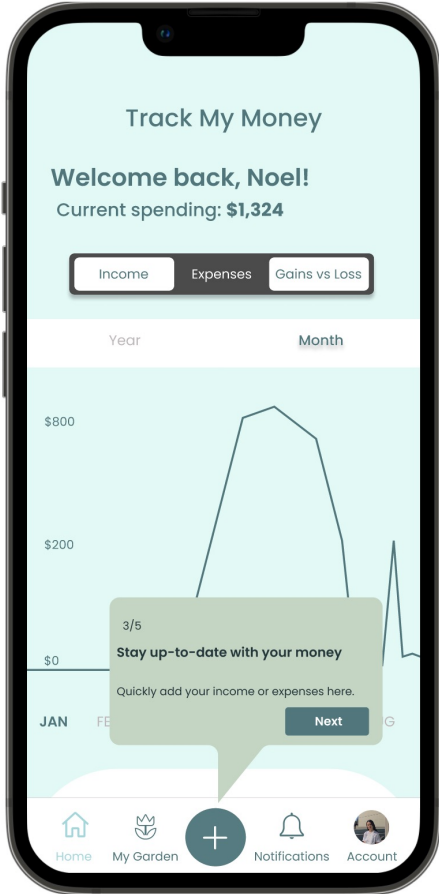 Track My Money
Welcome back, Noel!
Current spending: $1,324
Income Expenses Gains vs Loss
Year Month
$800
$200
3/5
Stay up-to-date with your money
$0
Quickly add your income or expenses here.
Next
JAN
Home My Garden Notifications Account